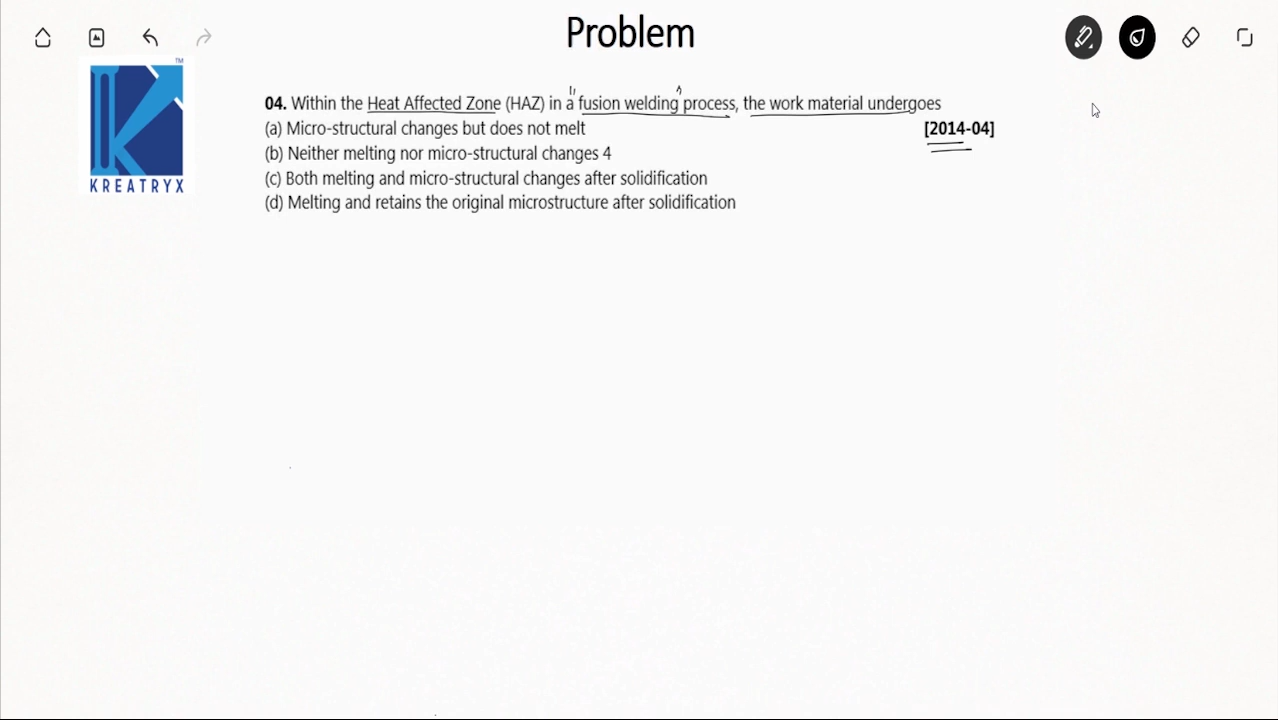 Problem
TM
KREATRYX
04. Within the Heat Affected Zone (HAZ) in a fusion welding process, the work material undergoes
(a) Micro-structural changes but does not melt [2014-04]
(b) Neither melting nor micro-structural changes 4
(c) Both melting and micro-structural changes after solidification
(d) Melting and retains the original microstructure after solidification